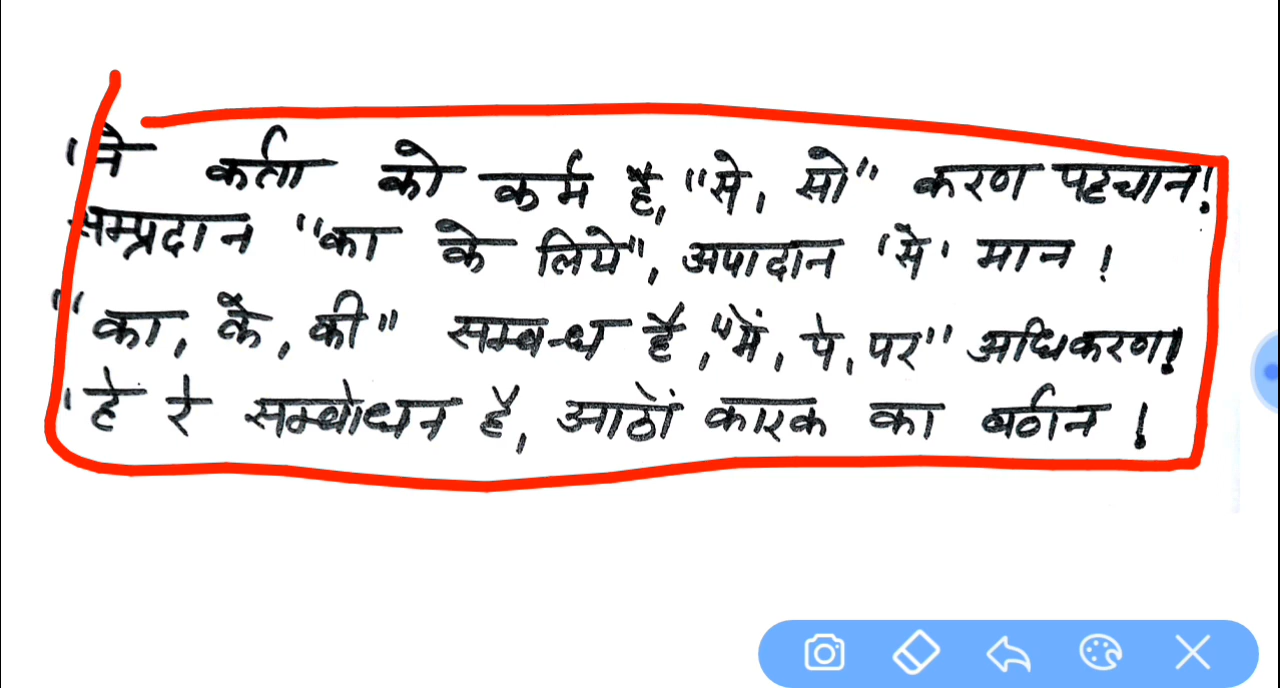 'ने कर्ता को कर्म है, "से, सो" करण पहचान!
सम्प्रदान "का के लिये", अपादान 'से' मान !
"का, के, की" सम्बन्ध है, "में, पे, पर" अधिकरण!
'हे रे सम्बोधन है, आठों कारक का वर्णन !